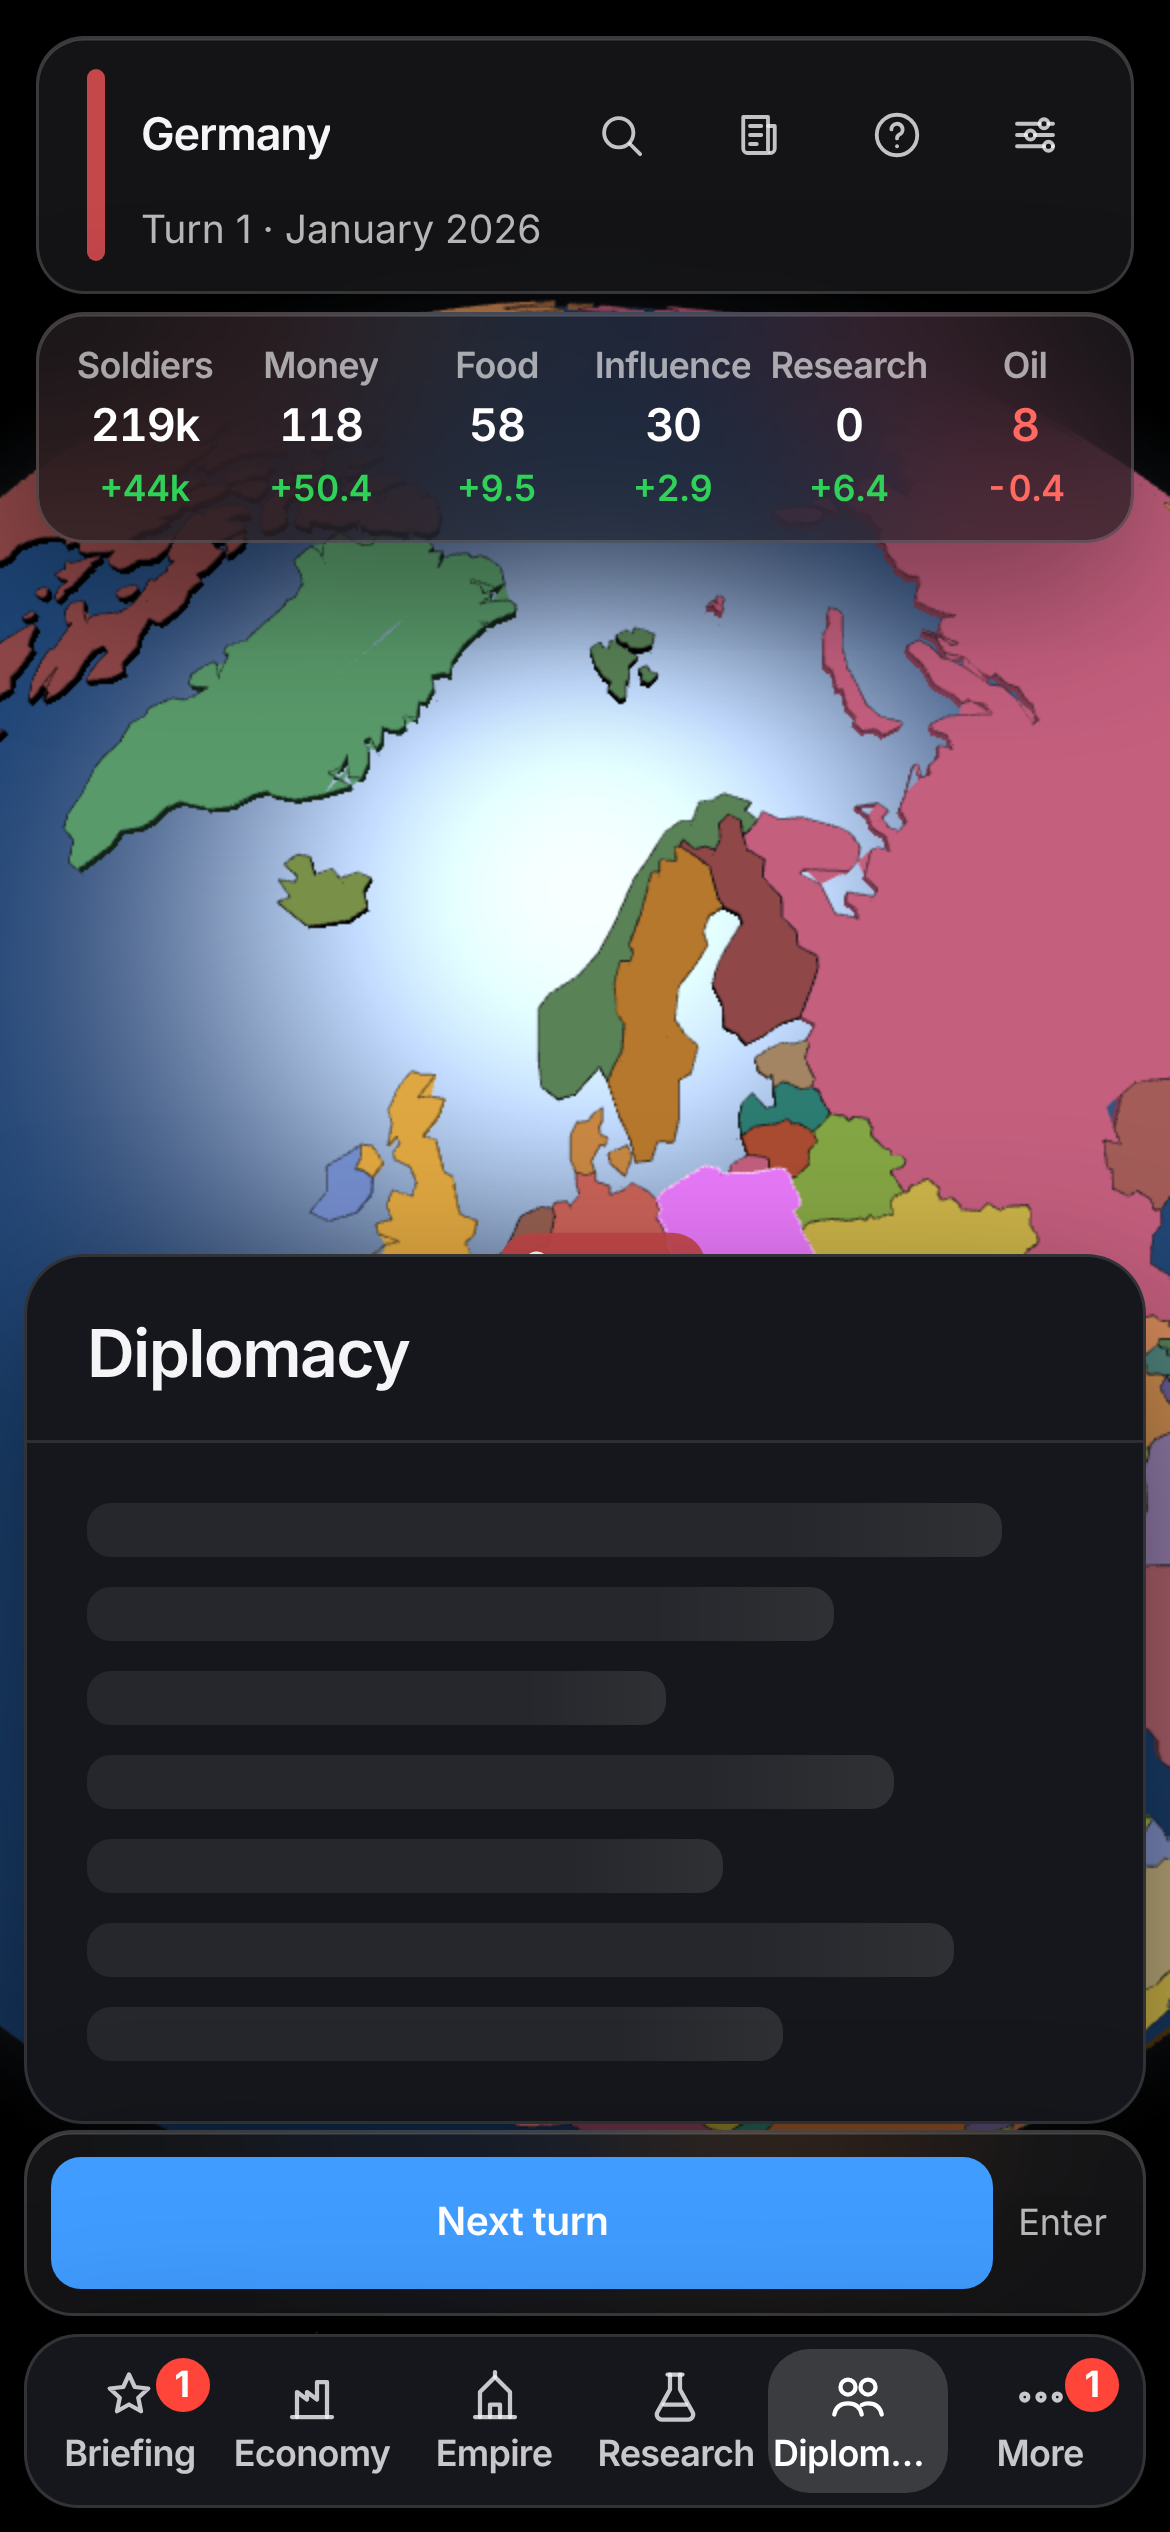 Germany
Turn 1 · January 2026
Soldiers Money Food Influence Research Oil
219k 118 58 30 0 8
+44k +50.4 +9.5 +2.9 +6.4 -0.4
Diplomacy
Next turn
Enter
1 1
Briefing Economy Empire Research Diplom... More